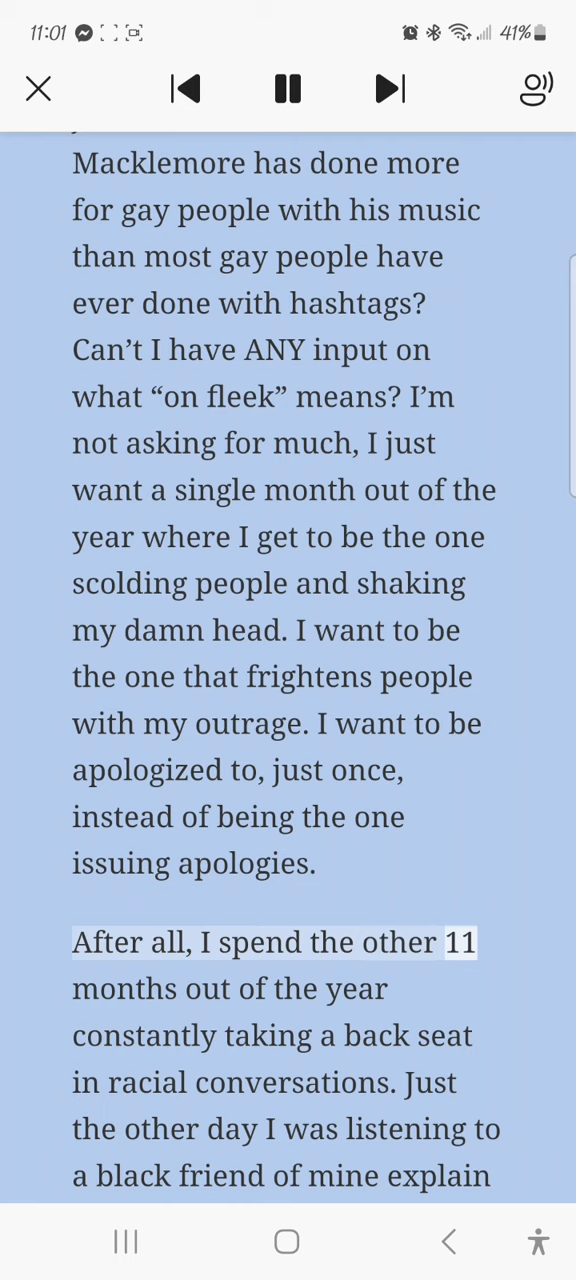 11:01
41%
Macklemore has done more
for gay people with his music
than most gay people have
ever done with hashtags?
Can’t I have ANY input on
what “on fleek” means? I’m
not asking for much, I just
want a single month out of the
year where I get to be the one
scolding people and shaking
my damn head. I want to be
the one that frightens people
with my outrage. I want to be
apologized to, just once,
instead of being the one
issuing apologies.
After all, I spend the other 11
months out of the year
constantly taking a back seat
in racial conversations. Just
the other day I was listening to
a black friend of mine explain